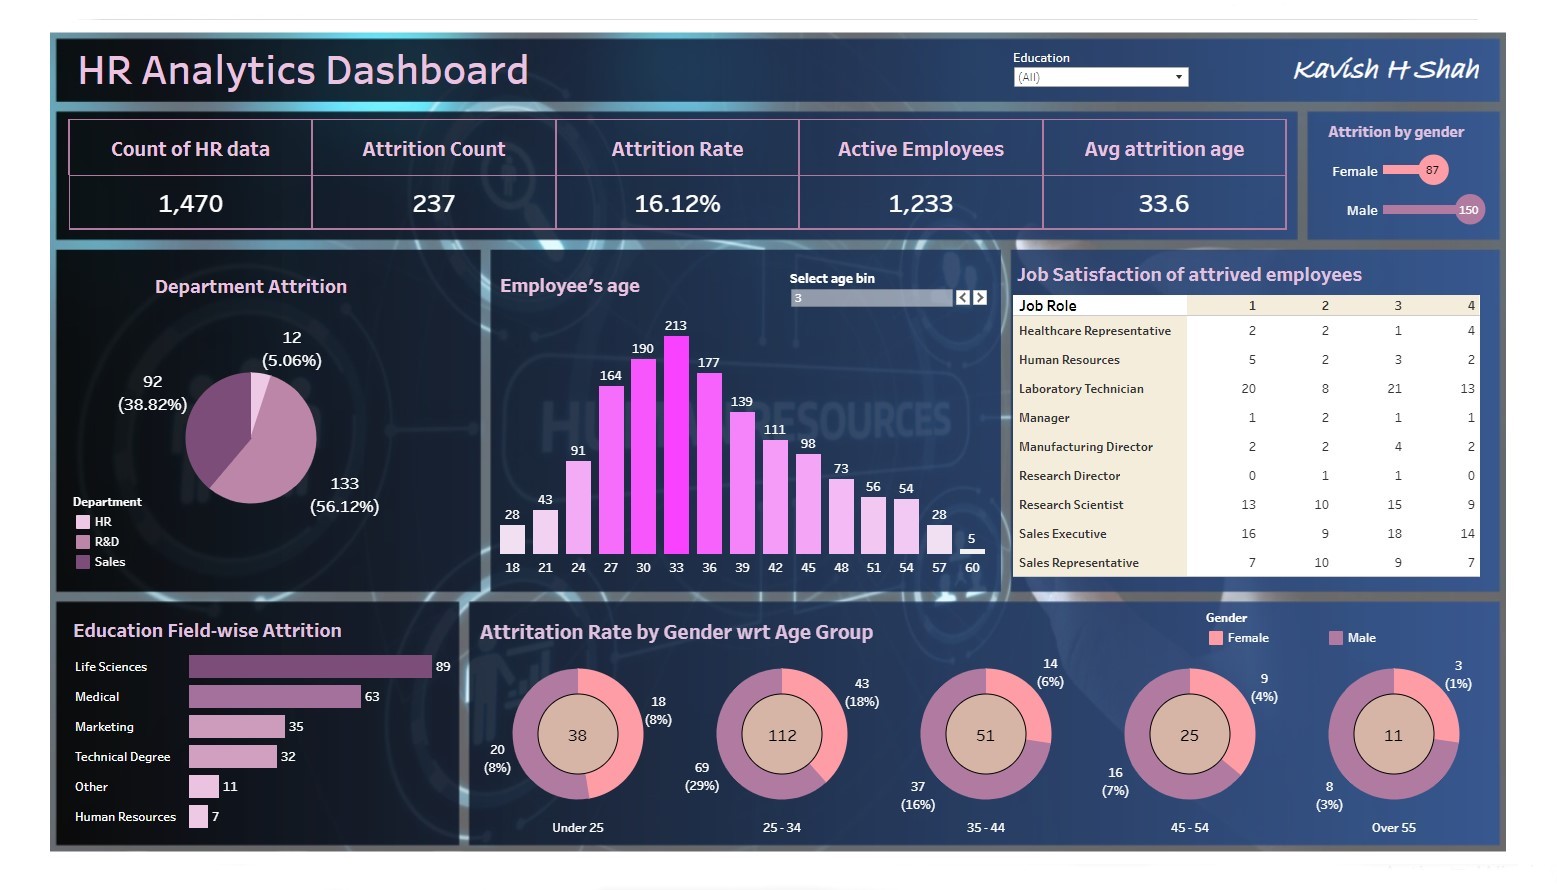 HR Analytics Dashboard
Education
(All)
Kavish H Shah
Count of HR data
Attrition Count
Attrition Rate
Active Employees
Avg attrition age
1,470
237
16.12%
1,233
33.6
Attrition by gender
Female
87
Male
150
Department Attrition
12
(5.06%)
92
(38.82%)
133
(56.12%)
Department
HR
R&D
Sales
Employee's age
Select age bin
3
HUMAN RESOURCES
28
43
91
164
190
213
177
139
111
98
73
56
54
28
5
18 21 24 27 30 33 36 39 42 45 48 51 54 57 60
Job Satisfaction of attrived employees
Job Role 1 2 3 4
Healthcare Representative 2 2 1 4
Human Resources 5 2 3 2
Laboratory Technician 20 8 21 13
Manager 1 2 1 1
Manufacturing Director 2 2 4 2
Research Director 0 1 1 0
Research Scientist 13 10 15 9
Sales Executive 16 9 18 14
Sales Representative 7 10 9 7
Education Field-wise Attrition
Life Sciences 89
Medical 63
Marketing 35
Technical Degree 32
Other 11
Human Resources 7
Attritation Rate by Gender wrt Age Group
Gender
Female
Male
18
(8%)
38
20
(8%)
Under 25
43
(18%)
112
69
(29%)
25 - 34
14
(6%)
51
37
(16%)
35 - 44
9
(4%)
25
16
(7%)
45 - 54
3
(1%)
11
8
(3%)
Over 55